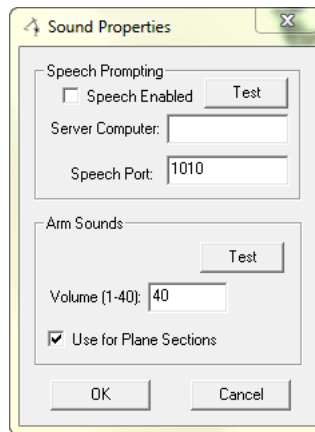 Sound Properties
Speech Prompting
Speech Enabled Test
Server Computer:
Speech Port: 1010
Arm Sounds
Test
Volume (1-40): 40
Use for Plane Sections
OK Cancel